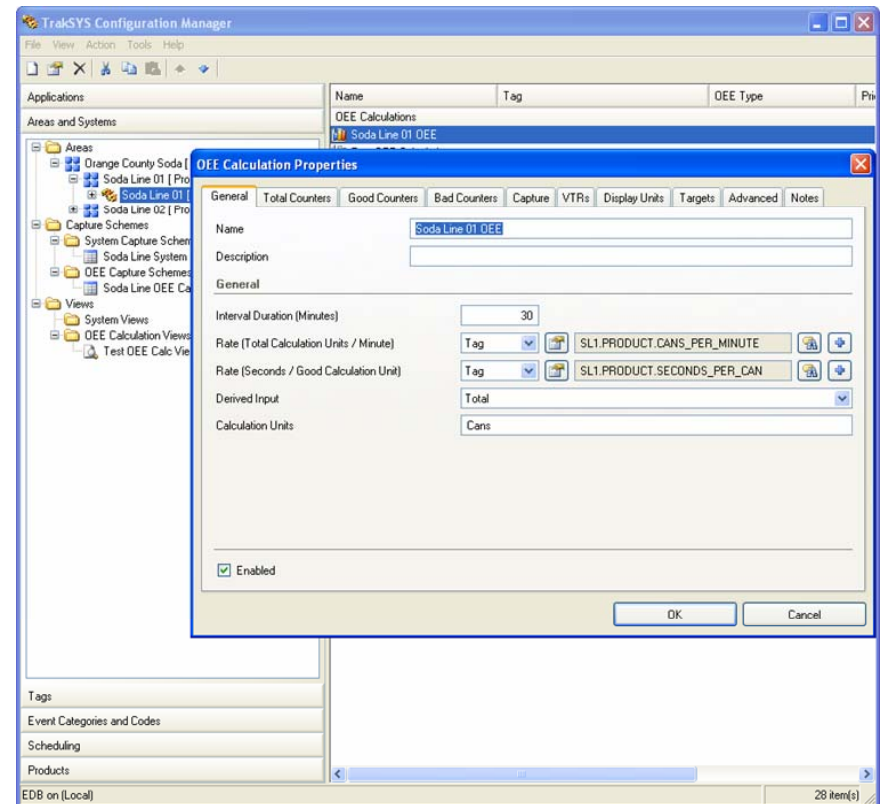 TrakSYS Configuration Manager
File View Action Tools Help
Applications
Areas and Systems
Areas
Orange County Soda [
Soda Line 01 [ Pro
Soda Line 01 [
Soda Line 02 [ Pro
Capture Schemes
System Capture Schem
Soda Line System
OEE Capture Schemes
Soda Line OEE Ca
Views
System Views
OEE Calculation Views
Test OEE Calc Vie
Tags
Event Categories and Codes
Scheduling
Products
EDB on (Local)
Name Tag OEE Type Pri
OEE Calculations
Soda Line 01 OEE
OEE Calculation Properties
General Total Counters Good Counters Bad Counters Capture VTRs Display Units Targets Advanced Notes
Name Soda Line 01 OEE
Description
General
Interval Duration (Minutes) 30
Rate (Total Calculation Units / Minute) Tag SL1.PRODUCT.CANS_PER_MINUTE
Rate (Seconds / Good Calculation Unit) Tag SL1.PRODUCT.SECONDS_PER_CAN
Derived Input Total
Calculation Units Cans
Enabled
OK Cancel
28 item(s)